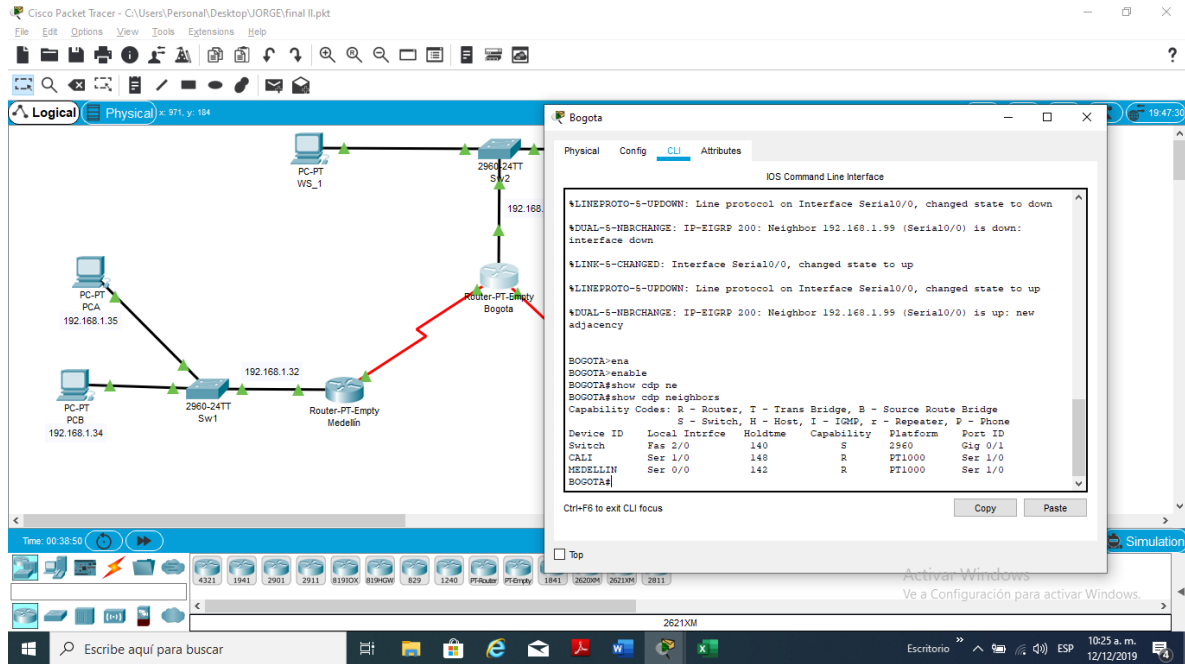 Cisco Packet Tracer - C:\Users\Personal\Desktop\JORGE\final II.pkt
File Edit Options View Tools Extensions Help
?
Logical
Physical
x: 971, y: 184
19:47:30
PC-PT
WS_1
2960-24TT
Sw2
192.168.
Router-PT-Empty
Bogota
PC-PT
PCA
192.168.1.35
PC-PT
PCB
192.168.1.34
2960-24TT
Sw1
192.168.1.32
Router-PT-Empty
Medellín
Bogota
Physical Config CLI Attributes
IOS Command Line Interface
%LINEPROTO-5-UPDOWN: Line protocol on Interface Serial0/0, changed state to down
%DUAL-5-NBRCHANGE: IP-EIGRP 200: Neighbor 192.168.1.99 (Serial0/0) is down:
interface down
%LINK-5-CHANGED: Interface Serial0/0, changed state to up
%LINEPROTO-5-UPDOWN: Line protocol on Interface Serial0/0, changed state to up
%DUAL-5-NBRCHANGE: IP-EIGRP 200: Neighbor 192.168.1.99 (Serial0/0) is up: new
adjacency
BOGOTA>ena
BOGOTA>enable
BOGOTA#show cdp ne
BOGOTA#show cdp neighbors
Capability Codes: R - Router, T - Trans Bridge, B - Source Route Bridge
S - Switch, H - Host, I - IGMP, r - Repeater, P - Phone
Device ID Local Intrfce Holdtme Capability Platform Port ID
Switch Fas 2/0 140 S 2960 Gig 0/1
CALI Ser 1/0 148 R PT1000 Ser 1/0
MEDELLIN Ser 0/0 142 R PT1000 Ser 1/0
BOGOTA#
Ctrl+F6 to exit CLI focus
Copy Paste
Top
Time: 00:38:50
Simulation
4321 1941 2901 2911 819IOX 819HGW 829 1240 PT-Router PT-Empty 1841 2620XM 2621XM 2811
2621XM
Activar Windows
Ve a Configuración para activar Windows.
Escribe aquí para buscar
Escritorio
ESP
10:25 a. m.
12/12/2019
4